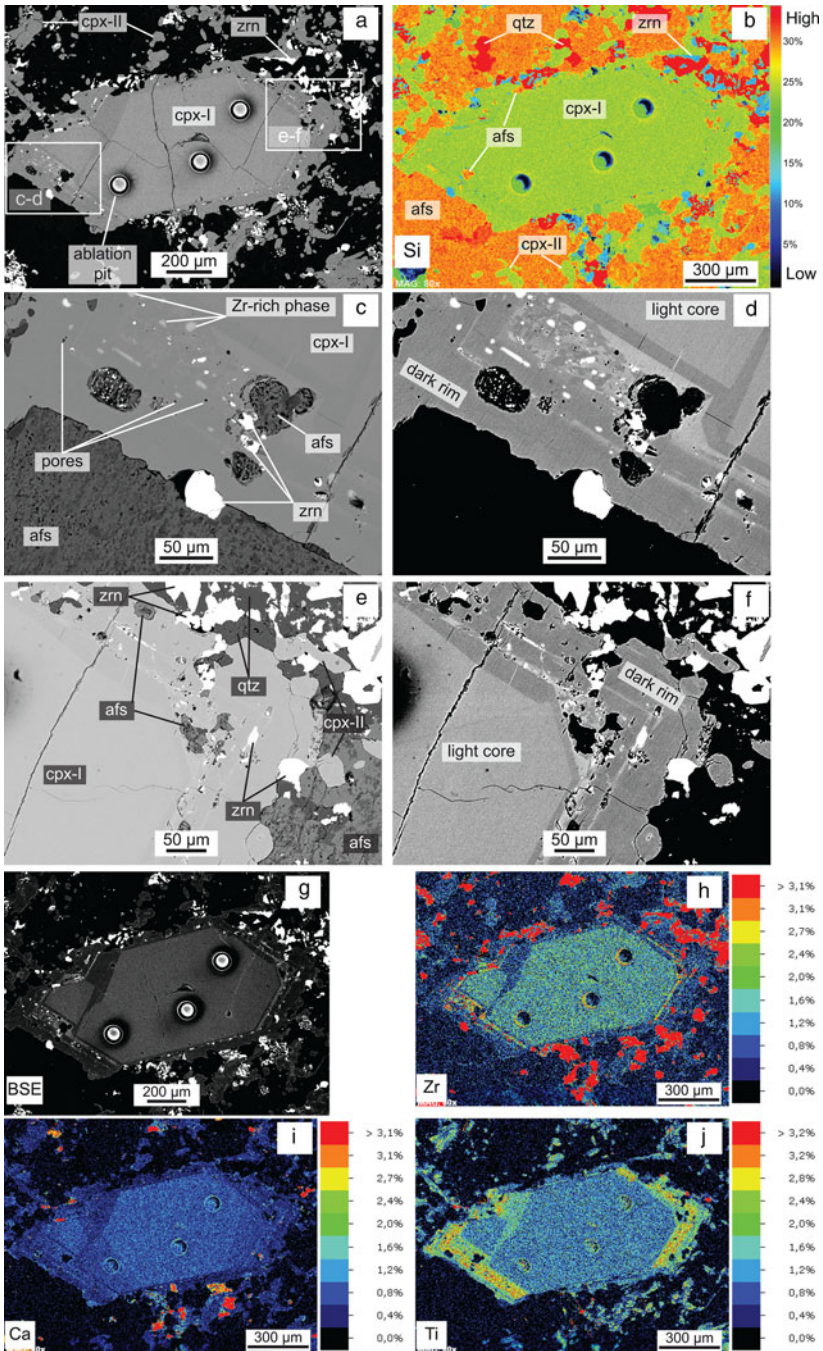 cpx-II
zrn
a
cpx-I
e-f
c-d
ablation
pit
200 µm
qtz
zrn
b
cpx-I
afs
afs
cpx-II
Si
300 µm
High
30%
25%
20%
15%
10%
5%
Low
Zr-rich phase
c
cpx-I
afs
pores
zrn
afs
50 µm
light core
d
dark rim
50 µm
zrn
e
qtz
afs
cpx-II
cpx-I
zrn
afs
50 µm
f
dark rim
light core
50 µm
g
BSE
200 µm
h
Zr
300 µm
> 3,1%
3,1%
2,7%
2,4%
2,0%
1,6%
1,2%
0,8%
0,4%
0,0%
i
Ca
300 µm
> 3,1%
3,1%
2,7%
2,4%
2,0%
1,6%
1,2%
0,8%
0,4%
0,0%
j
Ti
300 µm
> 3,2%
3,2%
2,8%
2,4%
2,0%
1,6%
1,2%
0,8%
0,4%
0,0%